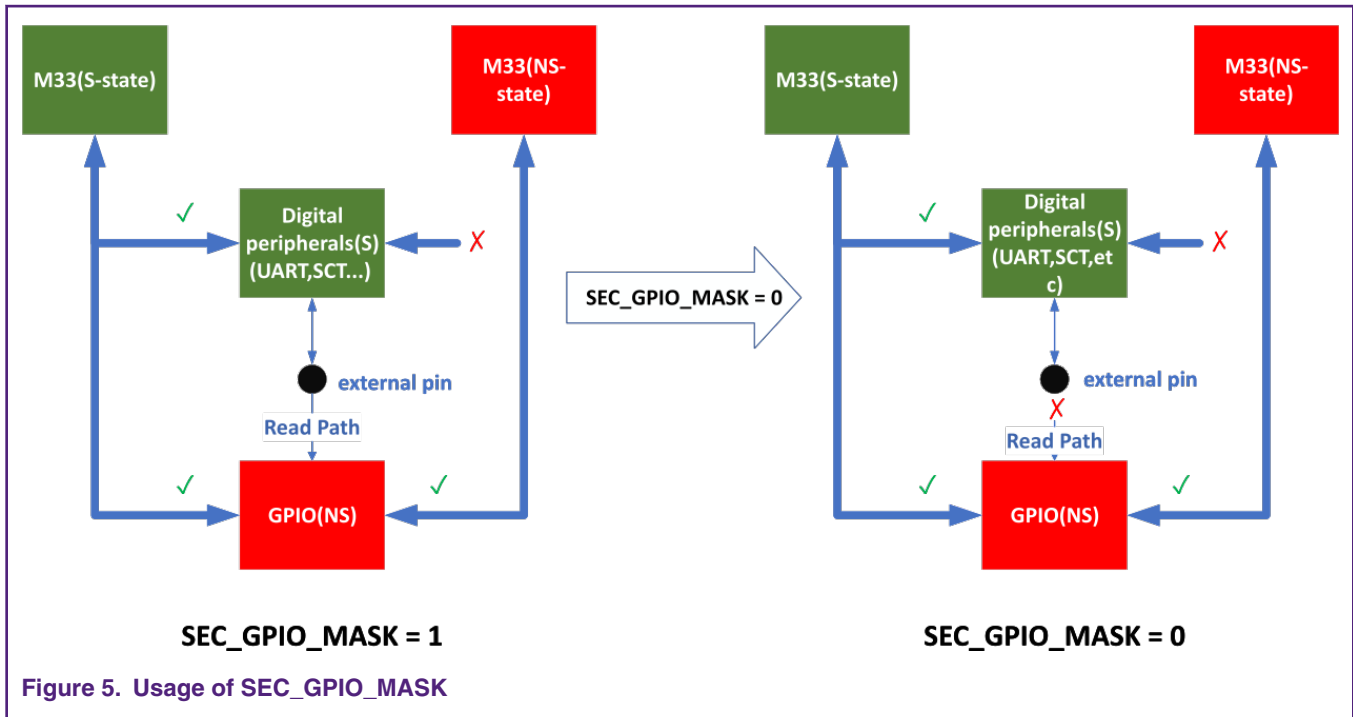 M33(S-state)
M33(NS-
state)
Digital
peripherals(S)
(UART,SCT...)
✓
✗
external pin
Read Path
✓
✓
GPIO(NS)
SEC_GPIO_MASK = 1
SEC_GPIO_MASK = 0
M33(S-state)
M33(NS-
state)
Digital
peripherals(S)
(UART,SCT,et
c)
✓
✗
external pin
✗
Read Path
✓
✓
GPIO(NS)
SEC_GPIO_MASK = 0
Figure 5. Usage of SEC_GPIO_MASK